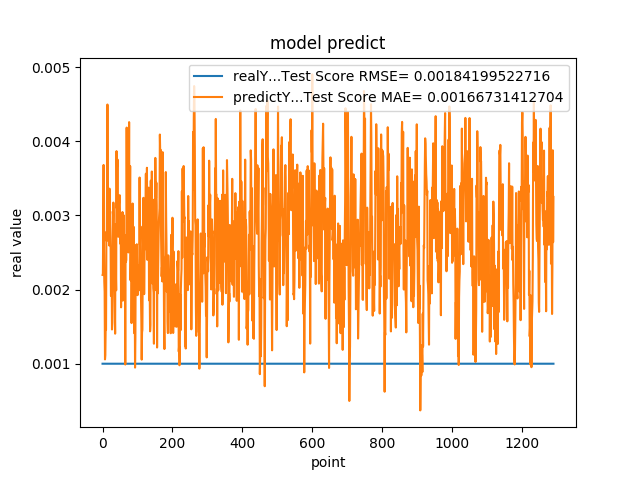 model predict
realY...Test Score RMSE= 0.00184199522716
predictY...Test Score MAE= 0.00166731412704
0.005
0.004
0.003
0.002
0.001
real value
0 200 400 600 800 1000 1200
point